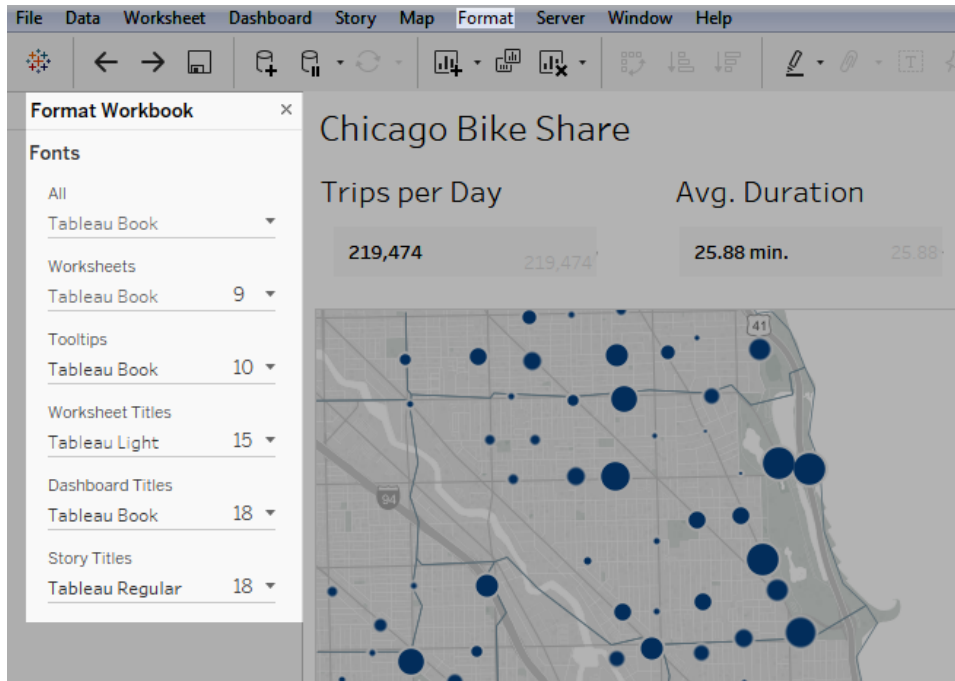 File Data Worksheet Dashboard Story Map Format Server Window Help
Format Workbook ×
Fonts
All
Tableau Book
Worksheets
Tableau Book 9
Tooltips
Tableau Book 10
Worksheet Titles
Tableau Light 15
Dashboard Titles
Tableau Book 18
Story Titles
Tableau Regular 18
Chicago Bike Share
Trips per Day Avg. Duration
219,474 219,474 25.88 min. 25.88
41
94